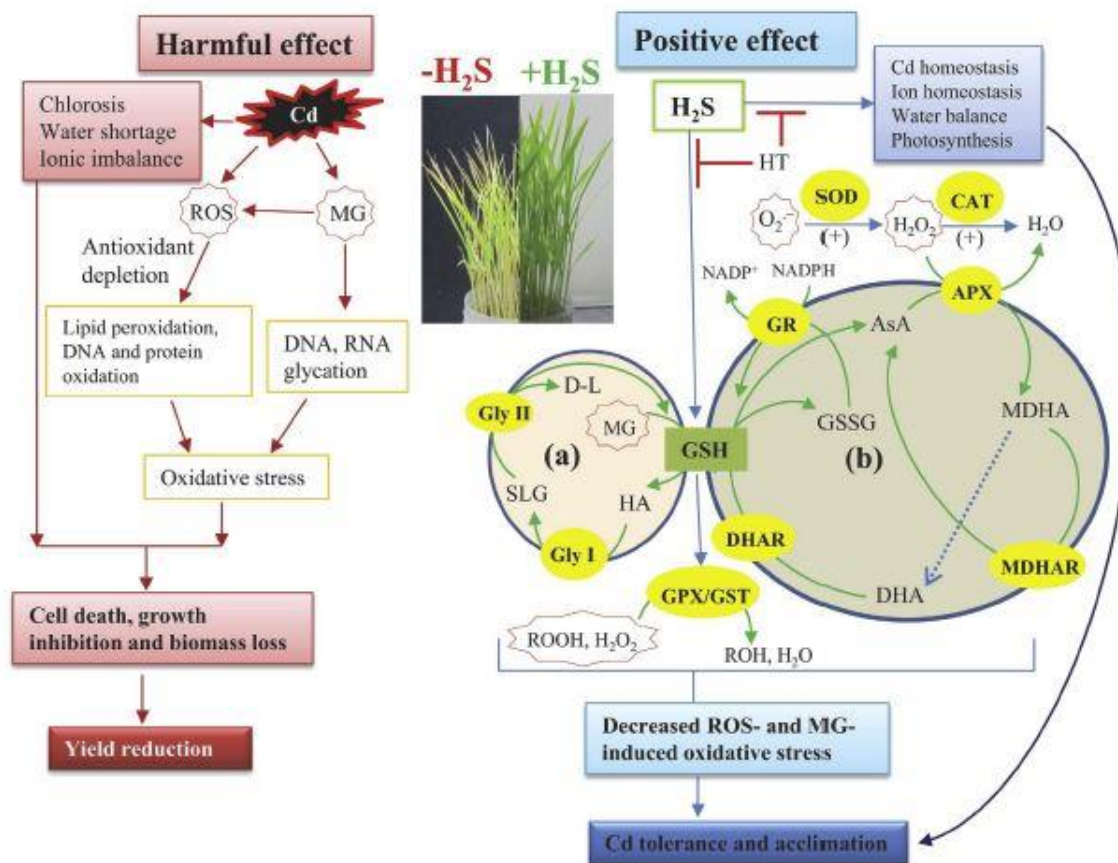 Harmful effect
Chlorosis
Water shortage
Ionic imbalance
Cd
ROS
MG
Antioxidant
depletion
Lipid peroxidation,
DNA and protein
oxidation
DNA, RNA
glycation
Oxidative stress
Cell death, growth
inhibition and biomass loss
Yield reduction
-H₂S
+H₂S
Positive effect
H₂S
HT
Cd homeostasis
Ion homeostasis
Water balance
Photosynthesis
O₂·⁻
SOD
(+)
H₂O₂
CAT
(+)
H₂O
NADP⁺
NADPH
GR
AsA
APX
MDHA
GSSG
(b)
MDHAR
DHA
DHAR
GSH
Gly II
D-L
MG
(a)
SLG
HA
Gly I
GPX/GST
ROOH, H₂O₂
ROH, H₂O
Decreased ROS- and MG-
induced oxidative stress
Cd tolerance and acclimation